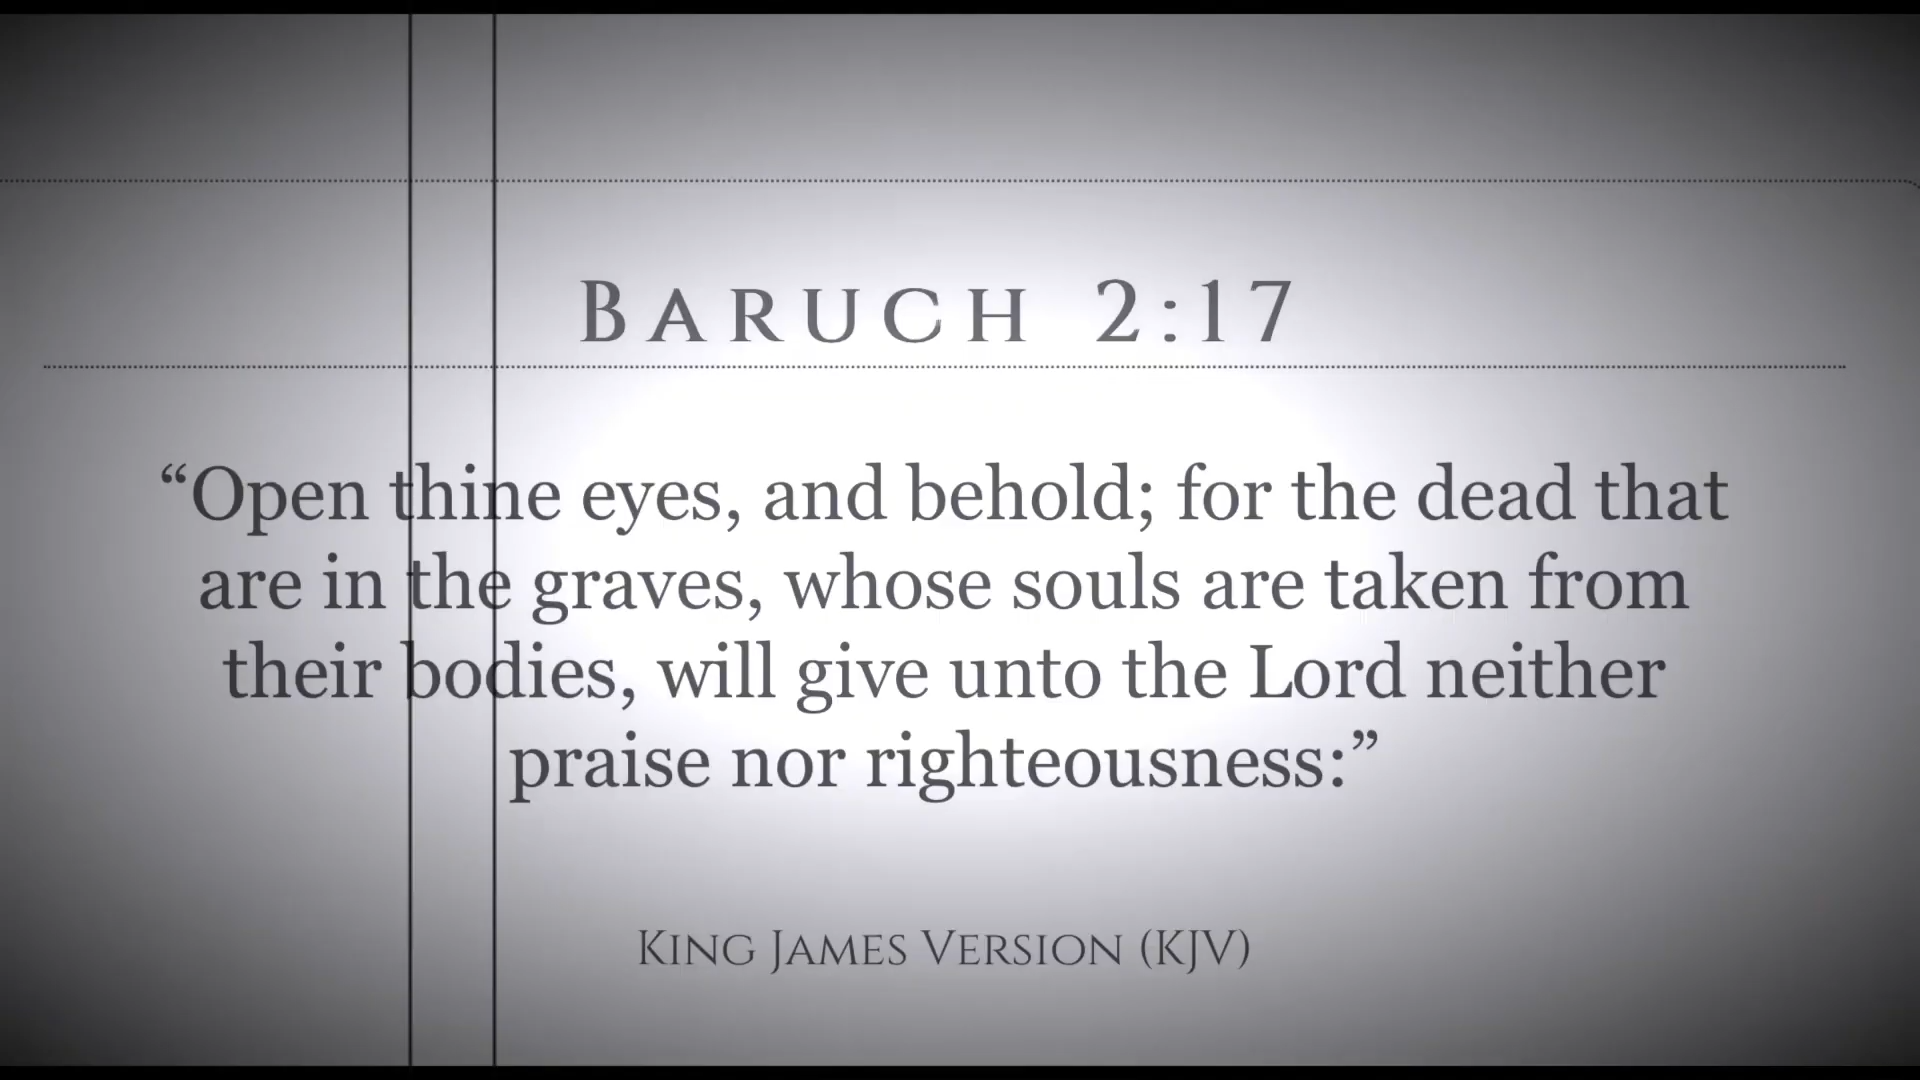 BARUCH 2:17
“Open thine eyes, and behold; for the dead that
are in the graves, whose souls are taken from
their bodies, will give unto the Lord neither
praise nor righteousness:”
KING JAMES VERSION (KJV)